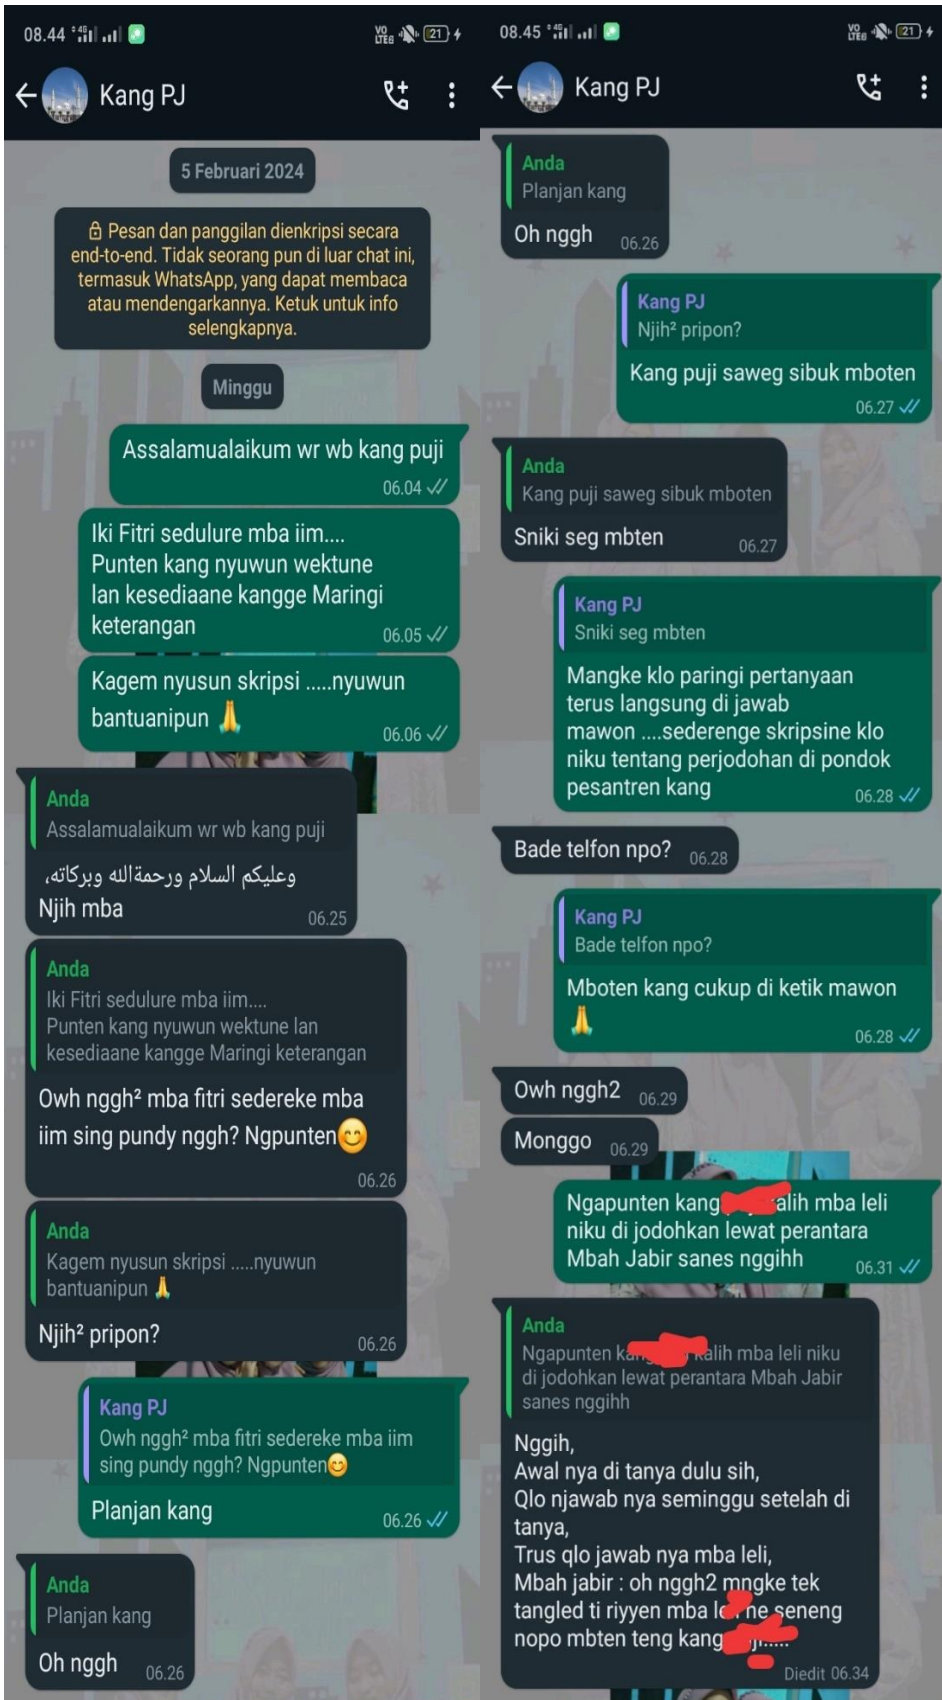 08.44
21
Kang PJ
5 Februari 2024
Pesan dan panggilan dienkripsi secara
end-to-end. Tidak seorang pun di luar chat ini,
termasuk WhatsApp, yang dapat membaca
atau mendengarkannya. Ketuk untuk info
selengkapnya.
Minggu
Assalamualaikum wr wb kang puji
06.04
Iki Fitri sedulure mba iim....
Punten kang nyuwun wektune
lan kesediaane kangge Maringi
keterangan
06.05
Kagem nyusun skripsi .....nyuwun
bantuanipun 🙏
06.06
Anda
Assalamualaikum wr wb kang puji
وعليكم السلام ورحمةالله وبركاته،
Njih mba
06.25
Anda
Iki Fitri sedulure mba iim....
Punten kang nyuwun wektune lan
kesediaane kangge Maringi keterangan
Owh nggh² mba fitri sedereke mba
iim sing pundy nggh? Ngpunten😊
06.26
Anda
Kagem nyusun skripsi .....nyuwun
bantuanipun 🙏
Njih² pripon?
06.26
Kang PJ
Owh nggh² mba fitri sedereke mba iim
sing pundy nggh? Ngpunten😊
Planjan kang
06.26
Anda
Planjan kang
Oh nggh
06.26
08.45
21
Kang PJ
Anda
Planjan kang
Oh nggh
06.26
Kang PJ
Njih² pripon?
Kang puji saweg sibuk mboten
06.27
Anda
Kang puji saweg sibuk mboten
Sniki seg mbten
06.27
Kang PJ
Sniki seg mbten
Mangke klo paringi pertanyaan
terus langsung di jawab
mawon ....sederenge skripsine klo
niku tentang perjodohan di pondok
pesantren kang
06.28
Bade telfon npo?
06.28
Kang PJ
Bade telfon npo?
Mboten kang cukup di ketik mawon
🙏
06.28
Owh nggh2
06.29
Monggo
06.29
Ngapunten kang alih mba leli
niku di jodohkan lewat perantara
Mbah Jabir sanes nggihh
06.31
Anda
Ngapunten kalih mba leli niku
di jodohkan lewat perantara Mbah Jabir
sanes nggihh
Nggih,
Awal nya di tanya dulu sih,
Qlo njawab nya seminggu setelah di
tanya,
Trus qlo jawab nya mba leli,
Mbah jabir : oh nggh2 mngke tek
tangled ti riyyen mba ne seneng
nopo mbten teng kang
Diedit 06.34